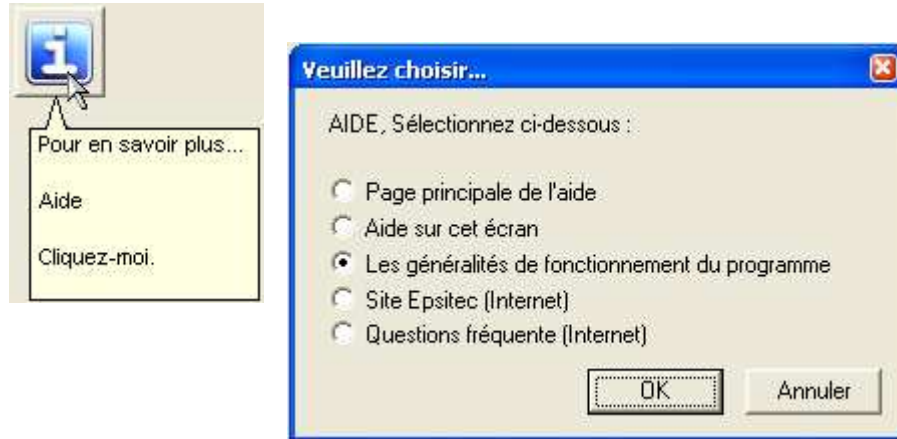 Pour en savoir plus...
Aide
Cliquez-moi.
Veuillez choisir...
AIDE, Sélectionnez ci-dessous :
Page principale de l'aide
Aide sur cet écran
Les généralités de fonctionnement du programme
Site Epsitec (Internet)
Questions fréquente (Internet)
OK
Annuler